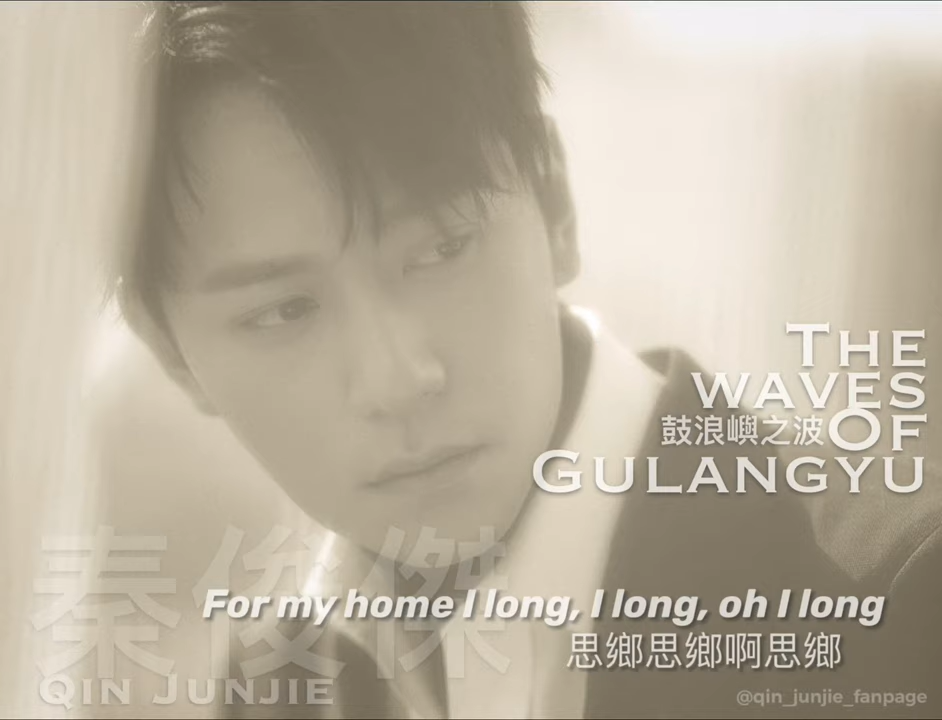 THE
WAVES
鼓浪嶼之波 OF
GULANGYU
秦俊傑
For my home I long, I long, oh I long
思鄉思鄉啊思鄉
QIN JUNJIE
@qin_junjie_fanpage